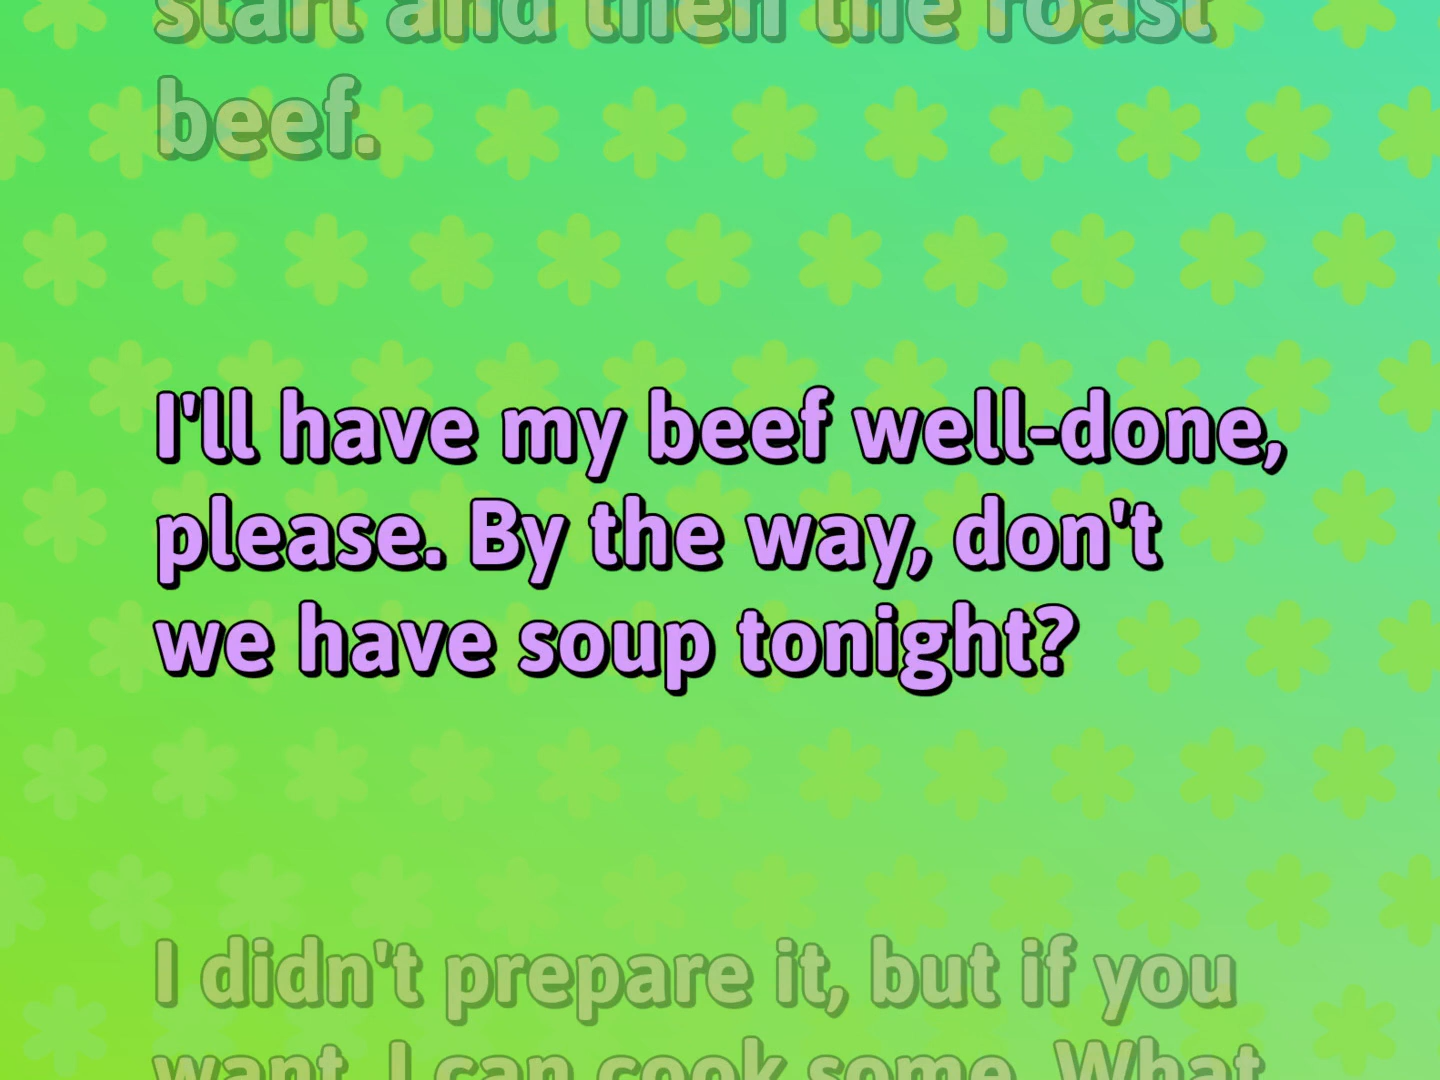 start and then the roast
beef.
I'll have my beef well-done,
please. By the way, don't
we have soup tonight?
I didn't prepare it, but if you
want, I can cook some. What